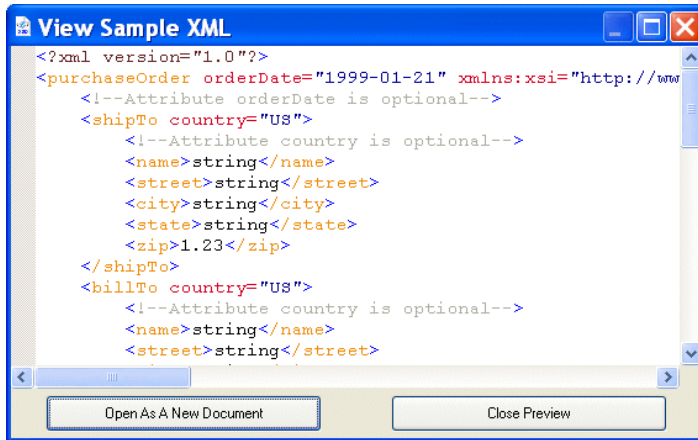 View Sample XML
<?xml version="1.0"?>
<purchaseOrder orderDate="1999-01-21" xmlns:xsi="http://ww
<!--Attribute orderDate is optional-->
<shipTo country="US">
<!--Attribute country is optional-->
<name>string</name>
<street>string</street>
<city>string</city>
<state>string</state>
<zip>1.23</zip>
</shipTo>
<billTo country="US">
<!--Attribute country is optional-->
<name>string</name>
<street>string</street>
Open As A New Document
Close Preview